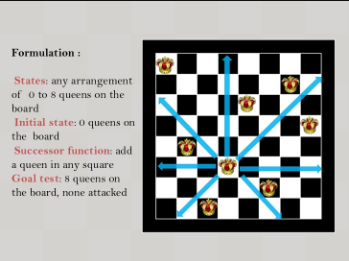 Formulation :
States: any arrangement
of 0 to 8 queens on the
board
Initial state: 0 queens on
the board
Successor function: add
a queen in any square
Goal test: 8 queens on
the board, none attacked